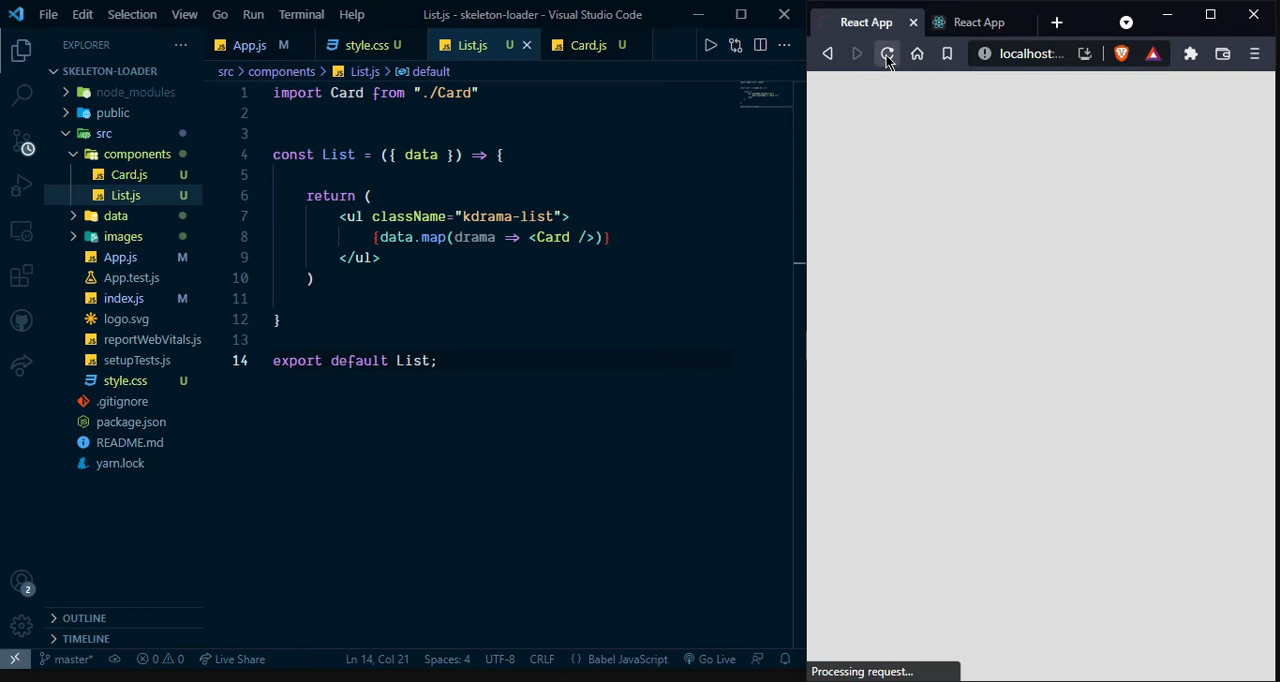 File Edit Selection View Go Run Terminal Help List.js - skeleton-loader - Visual Studio Code
EXPLORER
SKELETON-LOADER
node_modules
public
src
components
Card.js U
List.js U
data
images
App.js M
App.test.js
index.js M
logo.svg
reportWebVitals.js
setupTests.js
style.css U
.gitignore
package.json
README.md
yarn.lock
OUTLINE
TIMELINE
2
App.js M style.css U List.js U Card.js U
src > components > List.js > default
1 import Card from "./Card"
2
3
4 const List = ({ data }) => {
5
6 return (
7 <ul className="kdrama-list">
8 {data.map(drama => <Card />)}
9 </ul>
10 )
11
12 }
13
14 export default List;
master* 0 0 Live Share Ln 14, Col 21 Spaces: 4 UTF-8 CRLF {} Babel JavaScript Go Live
React App React App
localhost:...
Processing request...